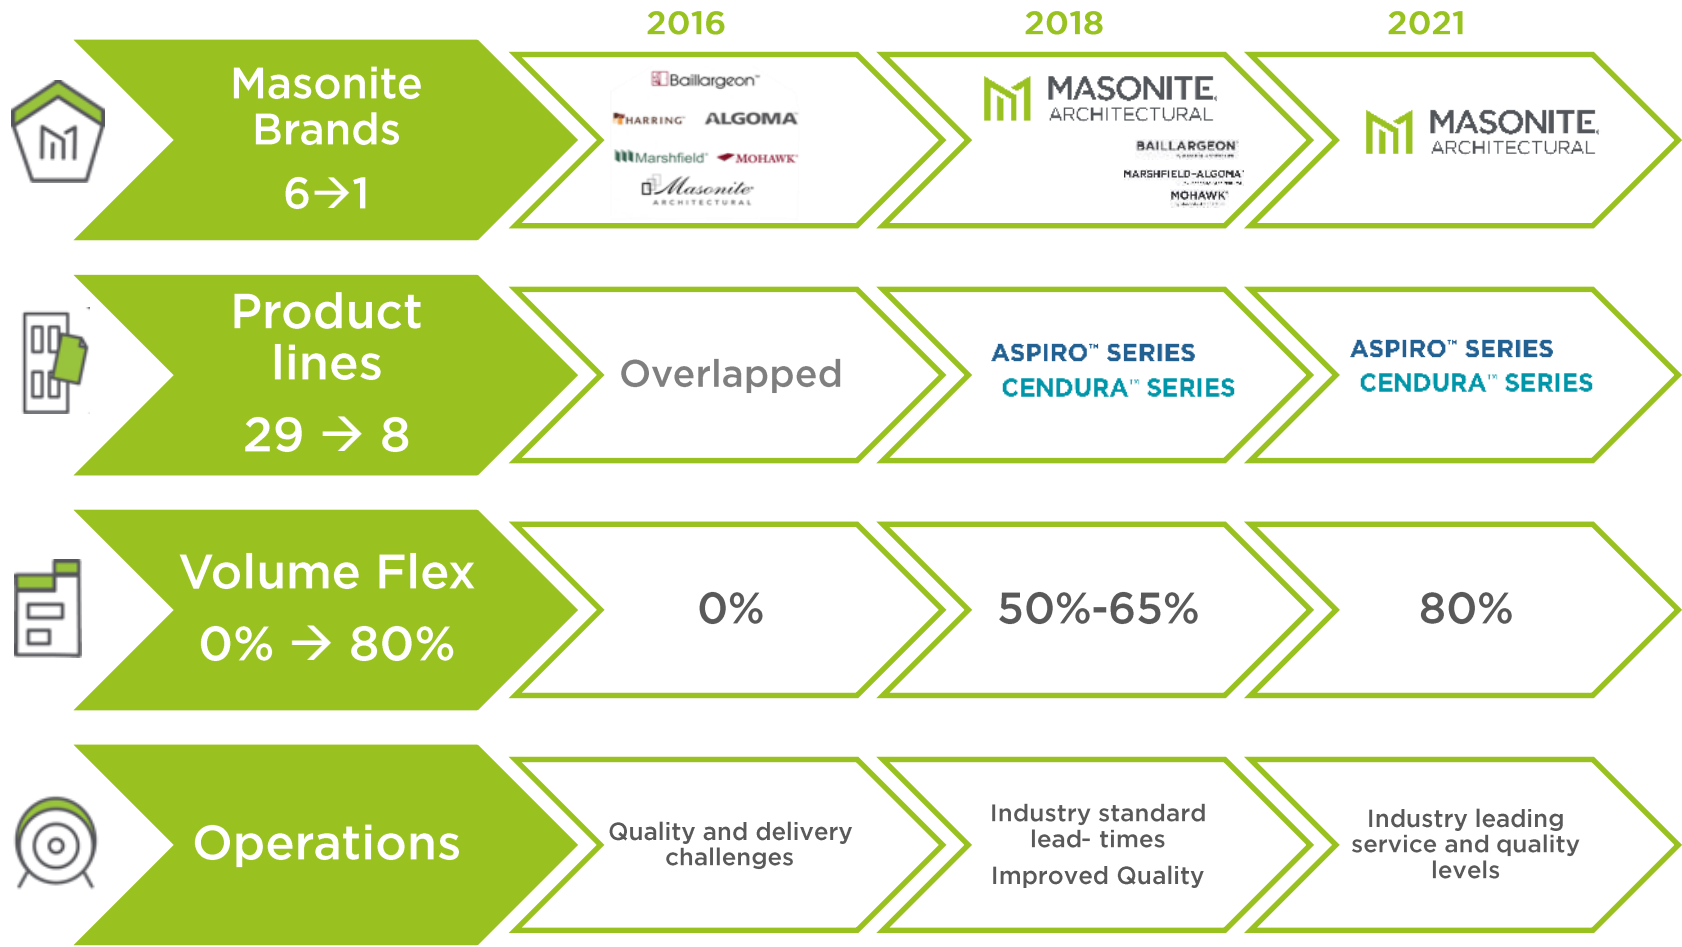 2016 2018 2021
Masonite
Brands
6→1
Baillargeon™
HARRING™ ALGOMA
Marshfield® MOHAWK®
Masonite®
ARCHITECTURAL
MASONITE®
ARCHITECTURAL
BAILLARGEON®
MARSHFIELD-ALGOMA®
MOHAWK®
MASONITE®
ARCHITECTURAL
Product
lines
29 → 8
Overlapped
ASPIRO™ SERIES
CENDURA™ SERIES
ASPIRO™ SERIES
CENDURA™ SERIES
Volume Flex
0% → 80%
0%
50%-65%
80%
Operations
Quality and delivery
challenges
Industry standard
lead- times
Improved Quality
Industry leading
service and quality
levels